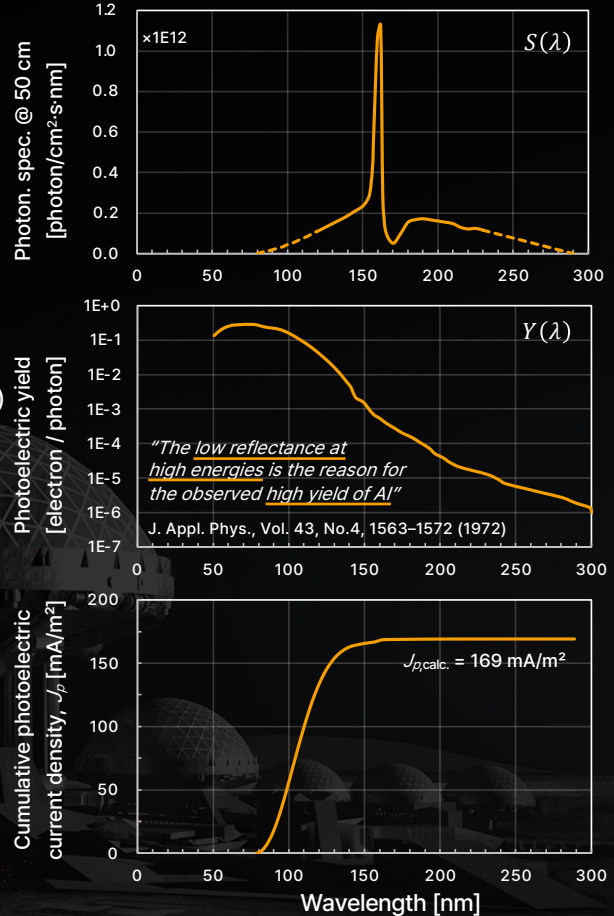 Photon. spec. @ 50 cm
[photon/cm²·s·nm]
1.2
1.0
0.8
0.6
0.4
0.2
0.0
×1E12
S(λ)
0 50 100 150 200 250 300
Photoelectric yield
[electron / photon]
1E+0
1E-1
1E-2
1E-3
1E-4
1E-5
1E-6
1E-7
Y(λ)
“The low reflectance at
high energies is the reason for
the observed high yield of Al”
J. Appl. Phys., Vol. 43, No.4, 1563–1572 (1972)
0 50 100 150 200 250 300
Cumulative photoelectric
current density, Jp [mA/m²]
200
150
100
50
0
Jp,calc. = 169 mA/m²
0 50 100 150 200 250 300
Wavelength [nm]